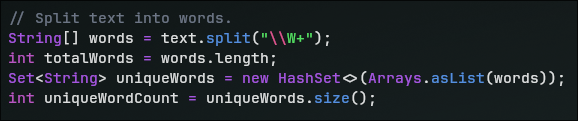 // Split text into words.
String[] words = text.split("\\W+");
int totalWords = words.length;
Set<String> uniqueWords = new HashSet<>(Arrays.asList(words));
int uniqueWordCount = uniqueWords.size();